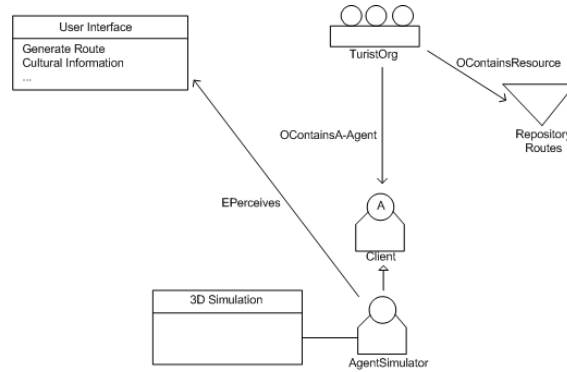 User Interface
Generate Route
Cultural Information
...
TuristOrg
OContainsResource
Repository
Routes
OContainsA-Agent
EPerceives
A
Client
3D Simulation
AgentSimulator